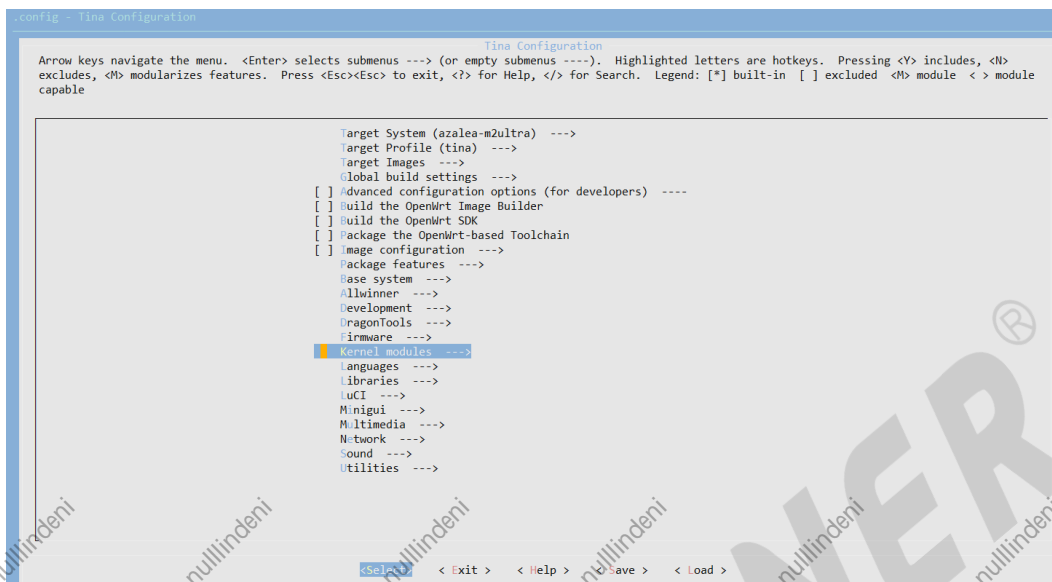 .config - Tina Configuration
Tina Configuration
Arrow keys navigate the menu. <Enter> selects submenus ---> (or empty submenus ----). Highlighted letters are hotkeys. Pressing <Y> includes, <N>
excludes, <M> modularizes features. Press <Esc><Esc> to exit, <?> for Help, </> for Search. Legend: [*] built-in [ ] excluded <M> module < > module
capable
Target System (azalea-m2ultra) --->
Target Profile (tina) --->
Target Images --->
Global build settings --->
[ ] Advanced configuration options (for developers) ----
[ ] Build the OpenWrt Image Builder
[ ] Build the OpenWrt SDK
[ ] Package the OpenWrt-based Toolchain
[ ] Image configuration --->
Package features --->
Base system --->
Allwinner --->
Development --->
DragonTools --->
Firmware --->
Kernel modules --->
Languages --->
Libraries --->
LuCI --->
Minigui --->
Multimedia --->
Network --->
Sound --->
Utilities --->
<Select> < Exit > < Help > < Save > < Load >
NER®